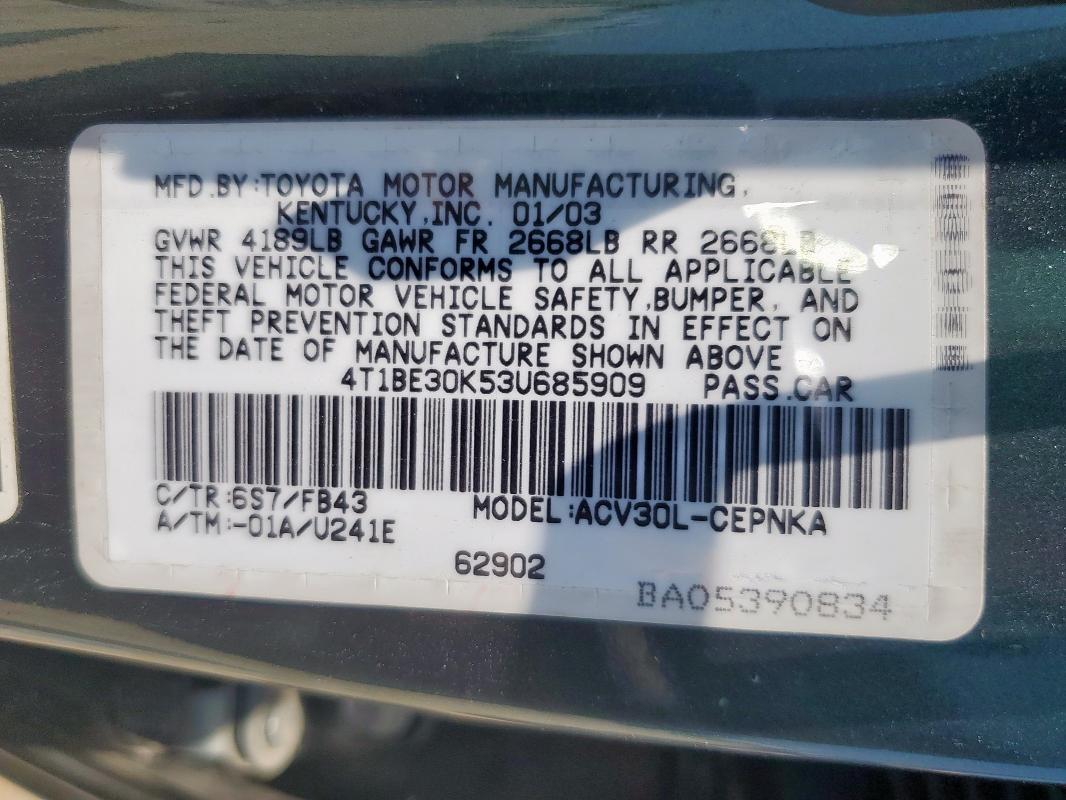 MFD.BY:TOYOTA MOTOR MANUFACTURING,
KENTUCKY,INC. 01/03
GVWR 4189LB GAWR FR 2668LB RR 2668LB
THIS VEHICLE CONFORMS TO ALL APPLICABLE
FEDERAL MOTOR VEHICLE SAFETY,BUMPER, AND
THEFT PREVENTION STANDARDS IN EFFECT ON
THE DATE OF MANUFACTURE SHOWN ABOVE
4T1BE30K53U685909 PASS.CAR
C/TR:6S7/FB43 MODEL:ACV30L-CEPNKA
A/TM:-01A/U241E
62902
BA05390834